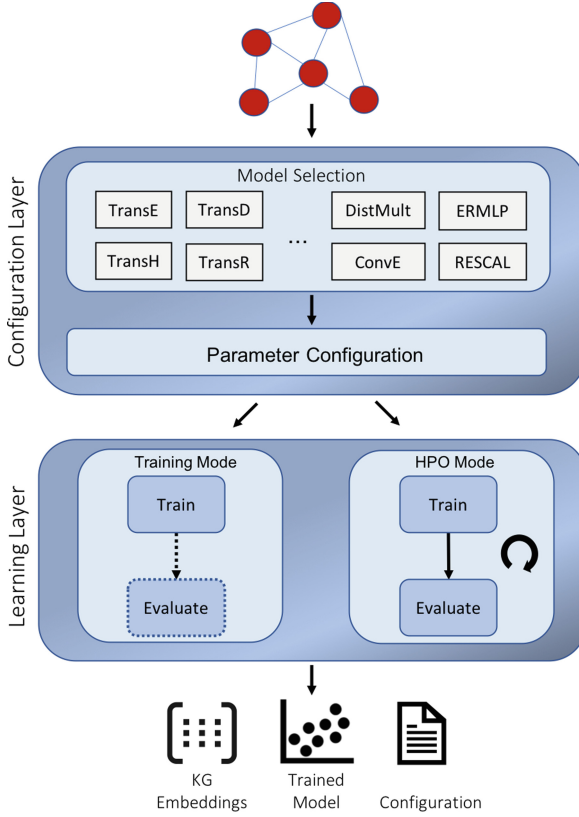 Configuration Layer
Model Selection
TransE
TransD
DistMult
ERMLP
...
TransH
TransR
ConvE
RESCAL
Parameter Configuration
Learning Layer
Training Mode
HPO Mode
Train
Train
Evaluate
Evaluate
KG
Embeddings
Trained
Model
Configuration